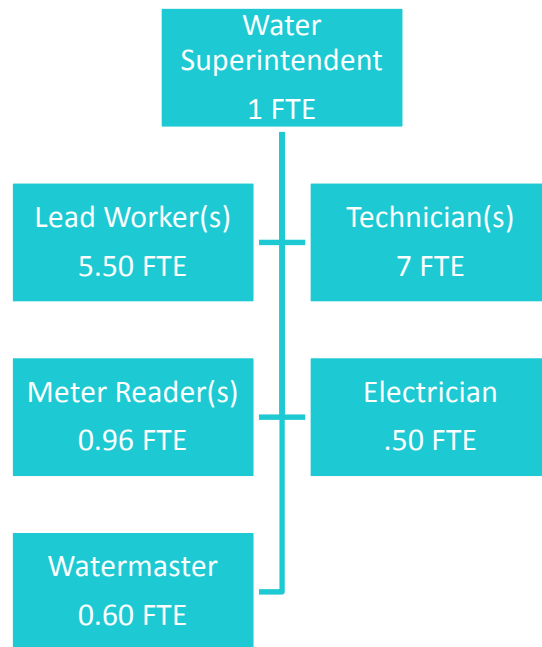 Water
Superintendent
1 FTE
Lead Worker(s)
5.50 FTE
Technician(s)
7 FTE
Meter Reader(s)
0.96 FTE
Electrician
.50 FTE
Watermaster
0.60 FTE